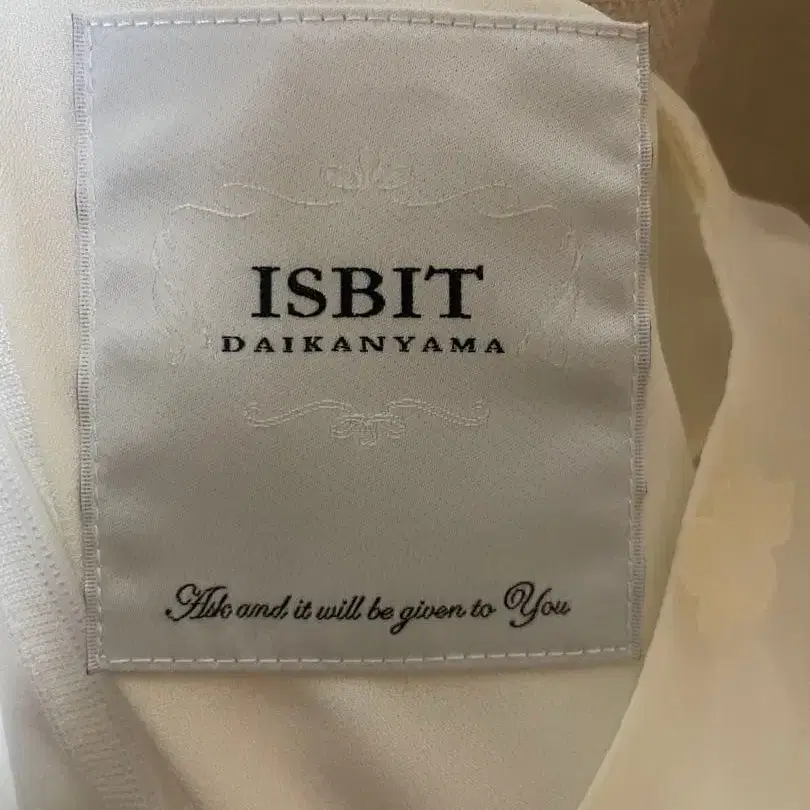 ISBIT
DAIKANYAMA
Ask and it will be given to You